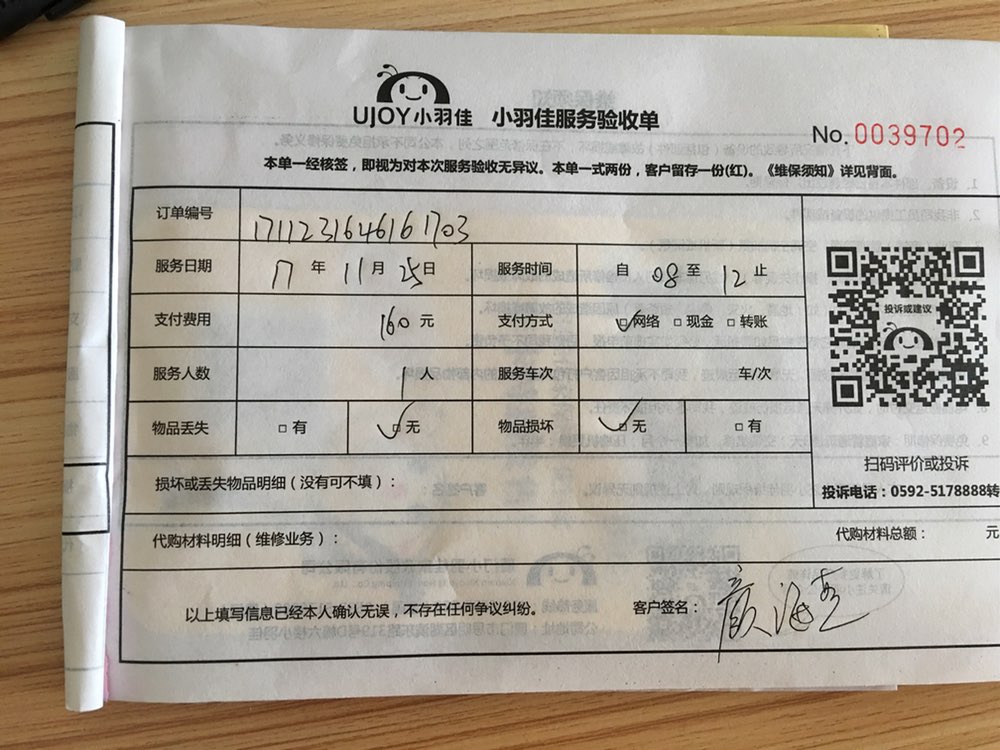 UJOY小羽佳 小羽佳服务验收单
No. 0039702
本单一经核签，即视为对本次服务验收无异议。本单一式两份，客户留存一份(红)。《维保须知》详见背面。
订单编号 1711231646161703
服务日期 17 年 11 月 25 日 服务时间 自 08 至 12 止
支付费用 160 元 支付方式 ☑网络 □现金 □转账
投诉或建议
服务人数 1 人 服务车次 车/次
物品丢失 □有 ☑无 物品损坏 ☑无 □有
扫码评价或投诉
损坏或丢失物品明细（没有可不填）：
投诉电话：0592-5178888转
代购材料明细（维修业务）： 代购材料总额： 元
以上填写信息已经本人确认无误，不存在任何争议纠纷。 客户签名：